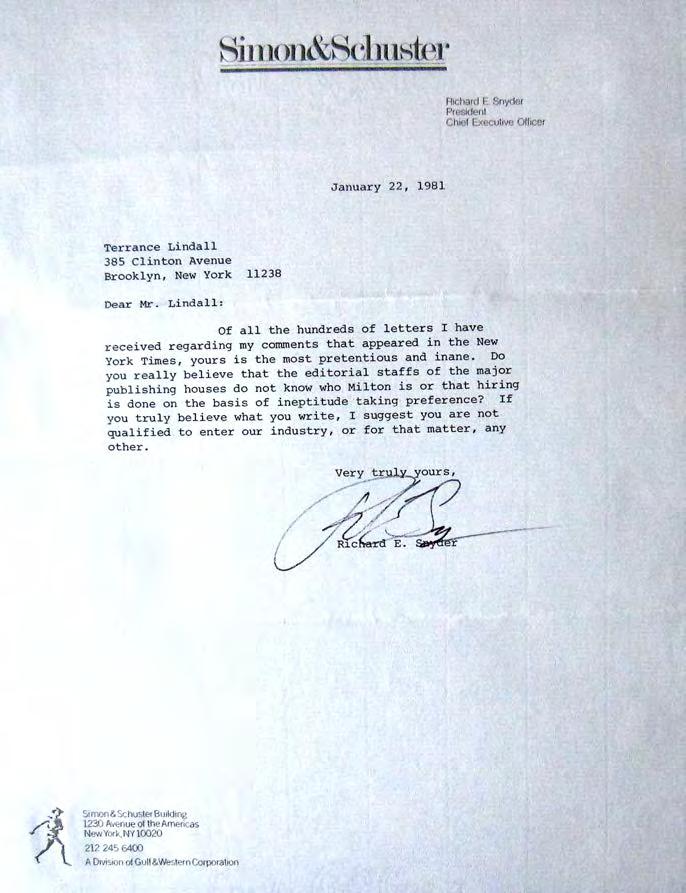 Simon&Schuster
Richard E. Snyder
President
Chief Executive Officer
January 22, 1981
Terrance Lindall
385 Clinton Avenue
Brooklyn, New York 11238
Dear Mr. Lindall:
Of all the hundreds of letters I have
received regarding my comments that appeared in the New
York Times, yours is the most pretentious and inane. Do
you really believe that the editorial staffs of the major
publishing houses do not know who Milton is or that hiring
is done on the basis of ineptitude taking preference? If
you truly believe what you write, I suggest you are not
qualified to enter our industry, or for that matter, any
other.
Very truly yours,
Richard E. Snyder
Simon & Schuster Building
1230 Avenue of the Americas
New York, NY 10020
212 245 6400
A Division of Gulf & Western Corporation